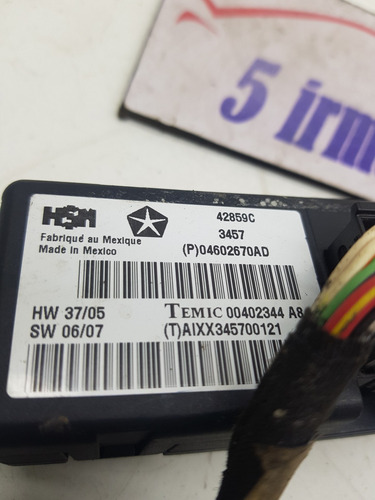 5 irm
HSM
42859C
3457
Fabriqué au Mexique
Made in Mexico
(P)04602670AD
HW 37/05
TEMIC 00402344 A8
SW 06/07
(T)AIXX345700121